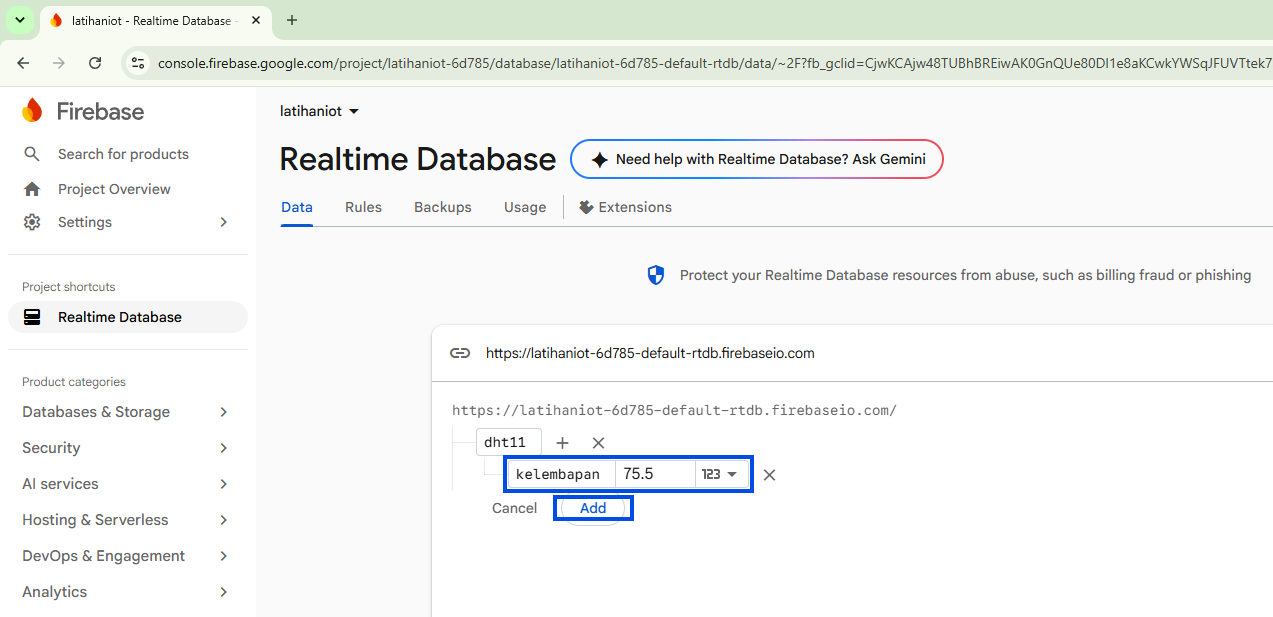 latihaniot - Realtime Database -
console.firebase.google.com/project/latihaniot-6d785/database/latihaniot-6d785-default-rtdb/data/~2F?fb_gclid=CjwKCAjw48TUBhBREiwAK0GnQUe80DI1e8aKCwkYWSqJFUVTtek7
Firebase
Search for products
Project Overview
Settings
Project shortcuts
Realtime Database
Product categories
Databases & Storage
Security
AI services
Hosting & Serverless
DevOps & Engagement
Analytics
latihaniot
Realtime Database
Need help with Realtime Database? Ask Gemini
Data Rules Backups Usage Extensions
Protect your Realtime Database resources from abuse, such as billing fraud or phishing
https://latihaniot-6d785-default-rtdb.firebaseio.com
https://latihaniot-6d785-default-rtdb.firebaseio.com/
dht11
kelembapan 75.5 123
Cancel Add